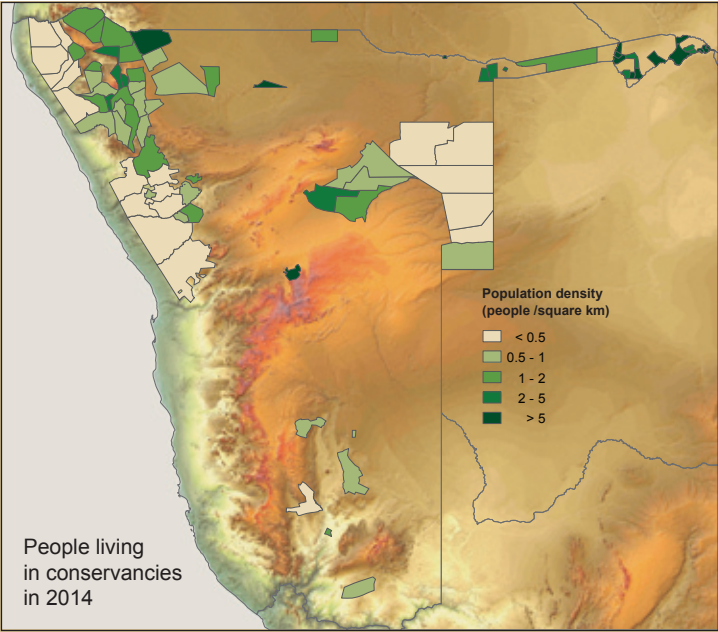 Population density
(people /square km)
< 0.5
0.5 - 1
1 - 2
2 - 5
> 5
People living
in conservancies
in 2014